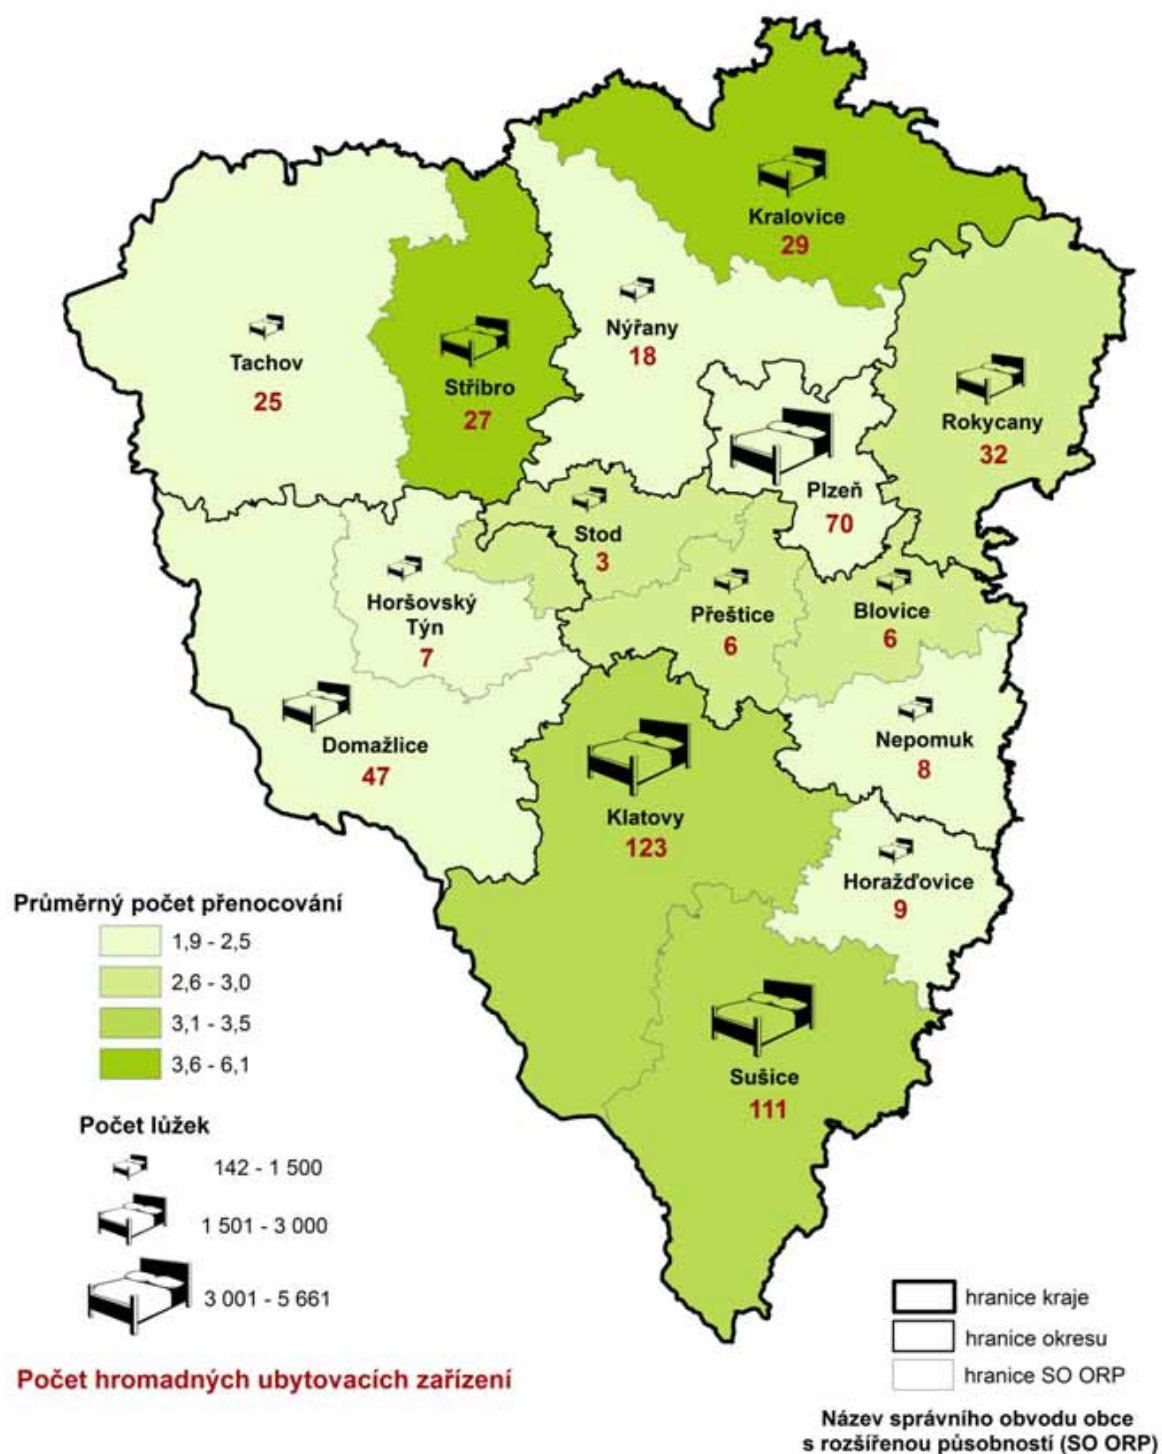 Kralovice
29
Nýřany
18
Tachov
25
Stříbro
27
Rokycany
32
Plzeň
70
Stod
3
Horšovský
Týn
7
Přeštice
6
Blovice
6
Domažlice
47
Nepomuk
8
Klatovy
123
Horažďovice
9
Sušice
111
Průměrný počet přenocování
1,9 - 2,5
2,6 - 3,0
3,1 - 3,5
3,6 - 6,1
Počet lůžek
142 - 1 500
1 501 - 3 000
3 001 - 5 661
Počet hromadných ubytovacích zařízení
hranice kraje
hranice okresu
hranice SO ORP
Název správního obvodu obce
s rozšířenou působností (SO ORP)